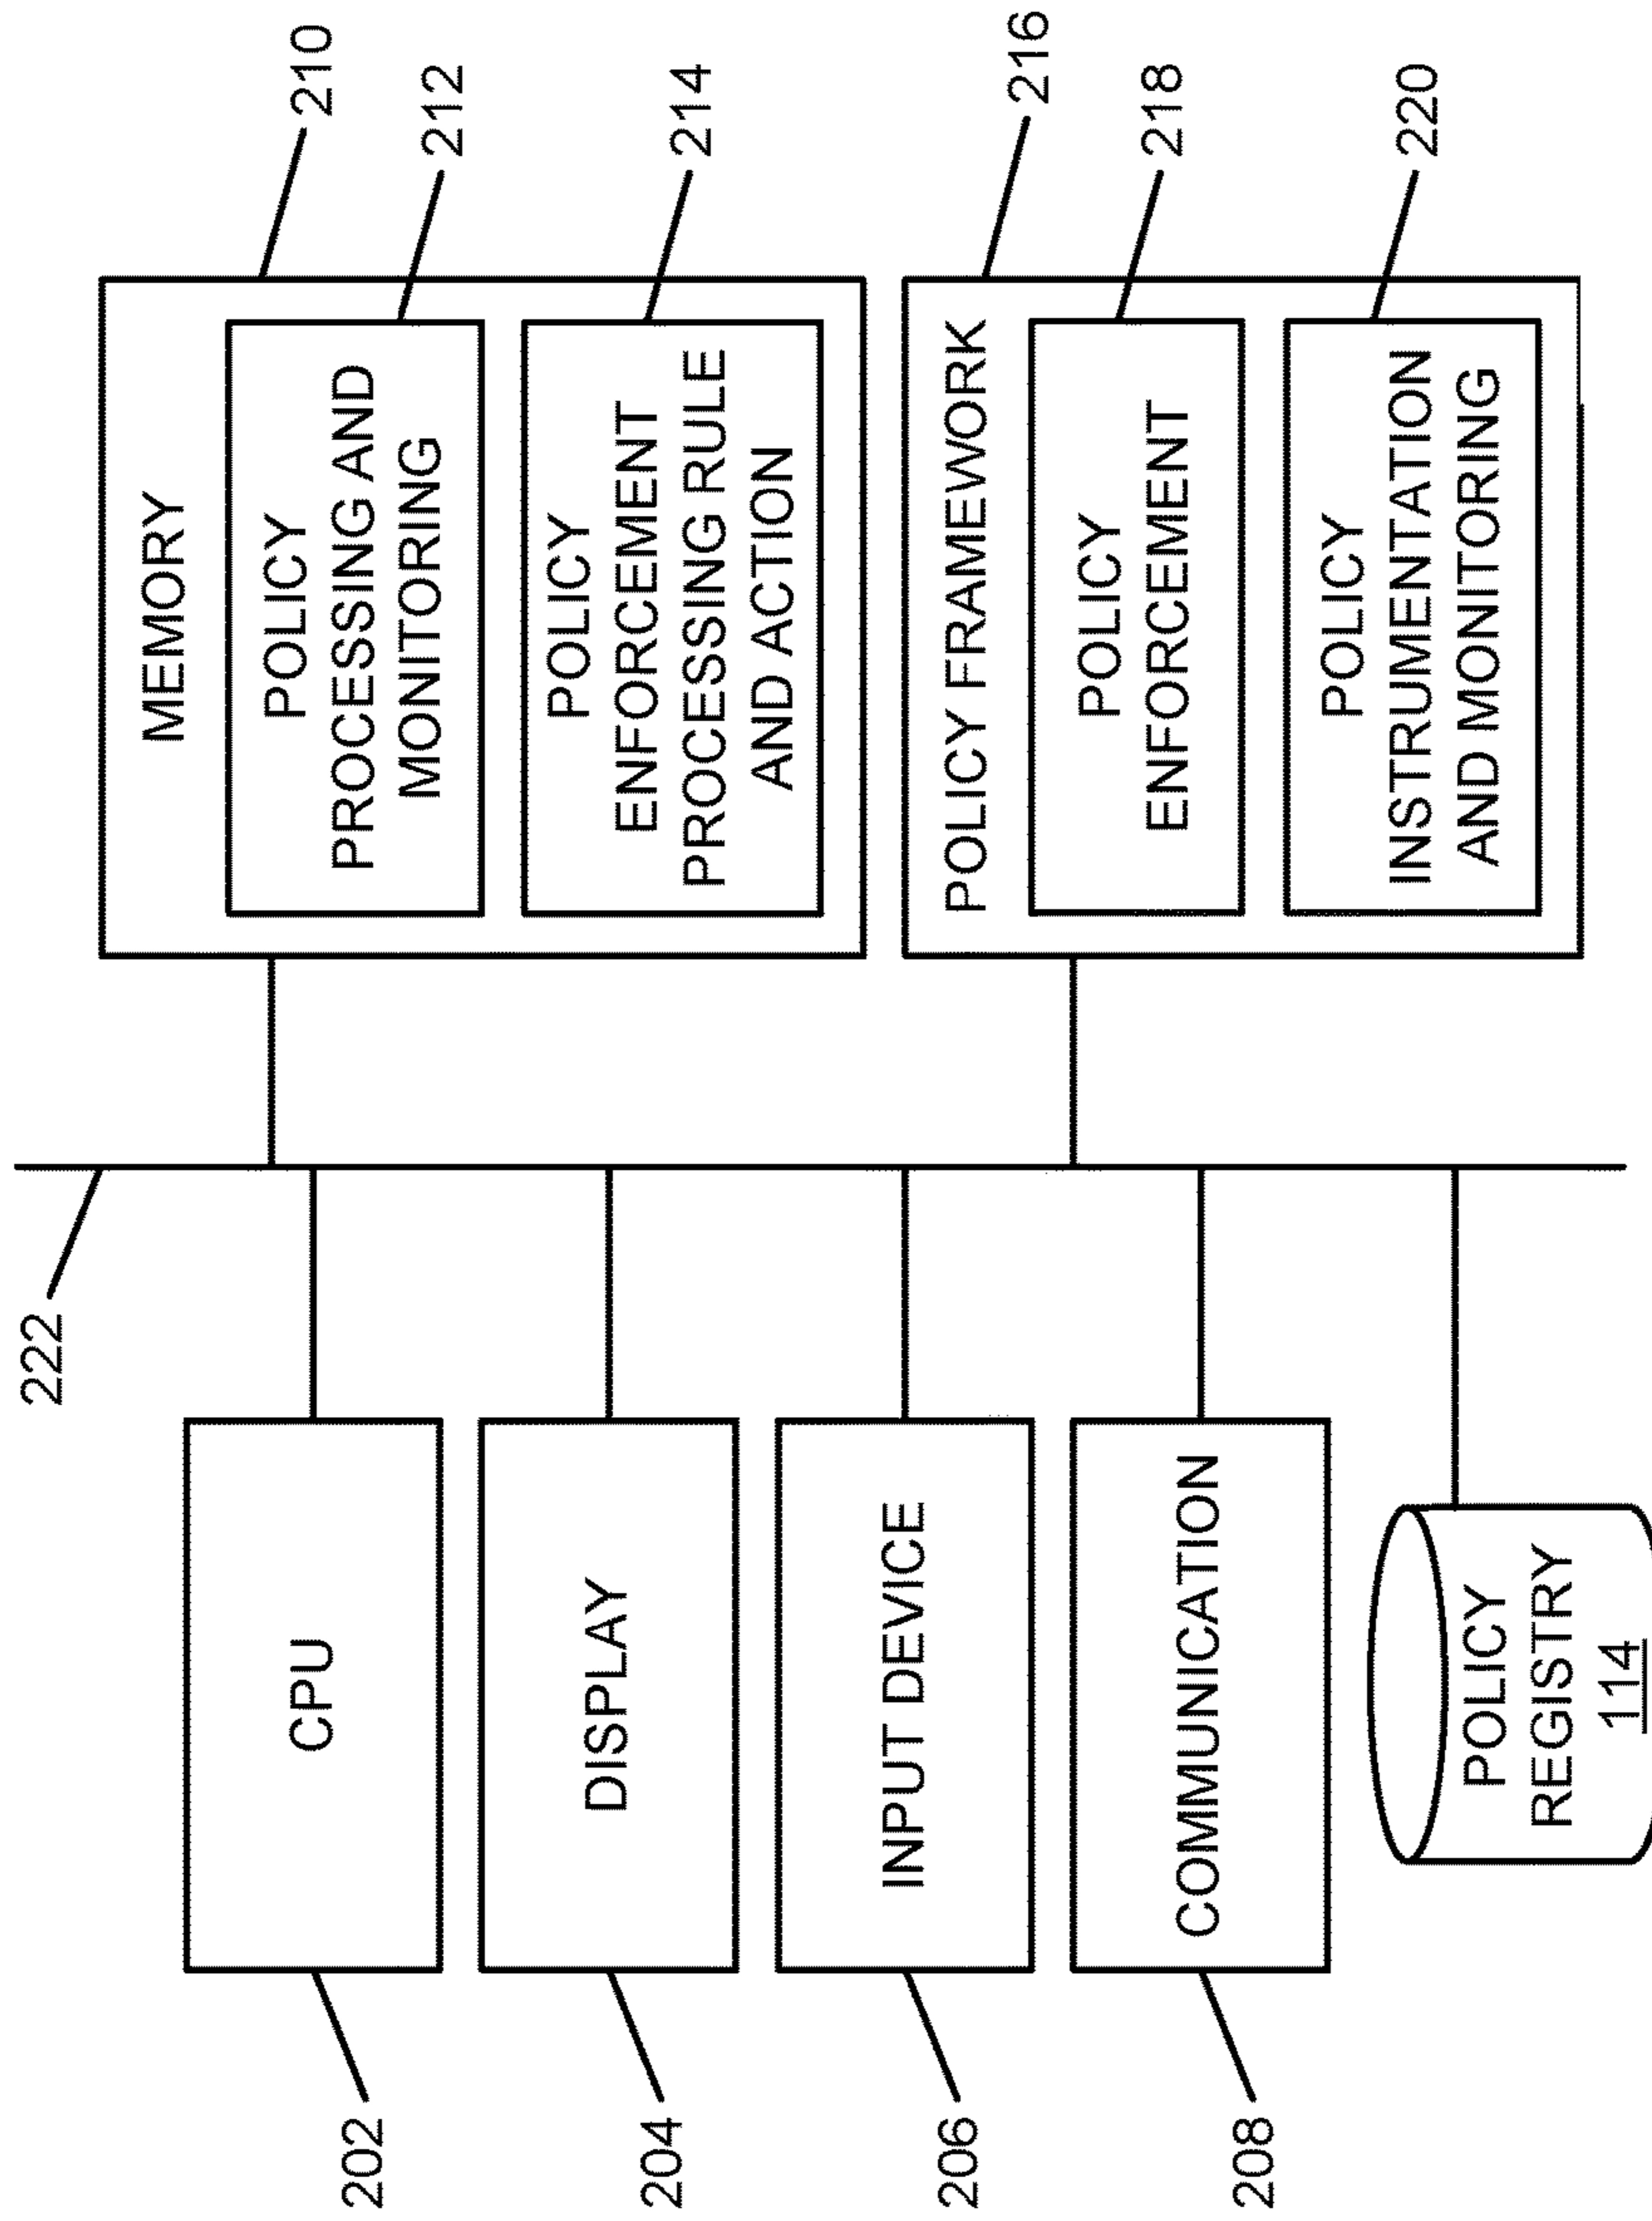 222
202
CPU
204
DISPLAY
206
INPUT DEVICE
208
COMMUNICATION
POLICY
REGISTRY
114
MEMORY
210
POLICY
PROCESSING AND
MONITORING
212
POLICY
ENFORCEMENT
PROCESSING RULE
AND ACTION
214
POLICY FRAMEWORK
216
POLICY
ENFORCEMENT
218
POLICY
INSTRUMENTATION
AND MONITORING
220